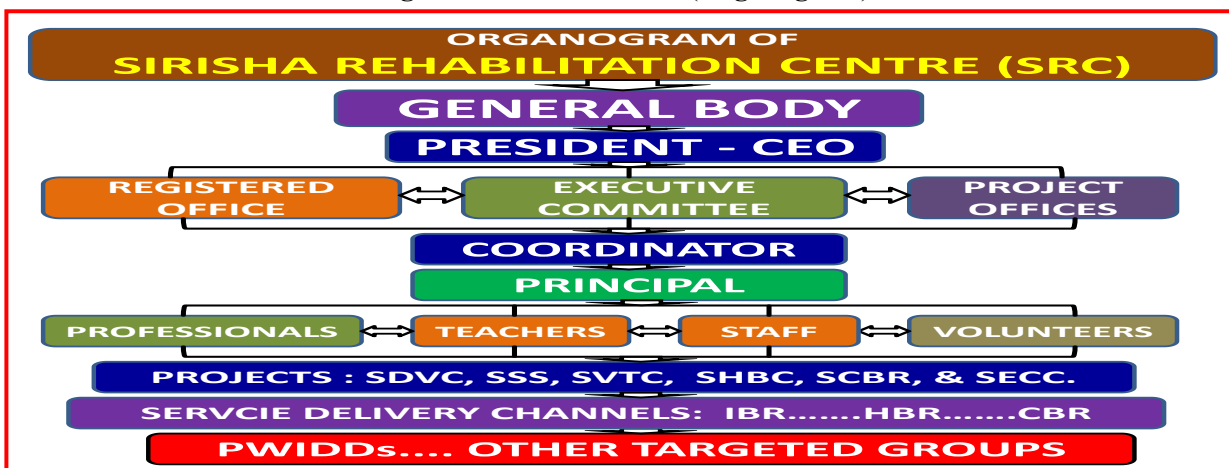 ORGANOGRAM OF
SIRISHA REHABILITATION CENTRE (SRC)
GENERAL BODY
PRESIDENT – CEO
REGISTERED OFFICE
EXECUTIVE COMMITTEE
PROJECT OFFICES
COORDINATOR
PRINCIPAL
PROFESSIONALS
TEACHERS
STAFF
VOLUNTEERS
PROJECTS : SDVC, SSS, SVTC, SHBC, SCBR, & SECC.
SERVCIE DELIVERY CHANNELS: IBR.......HBR.......CBR
PWIDDs.... OTHER TARGETED GROUPS